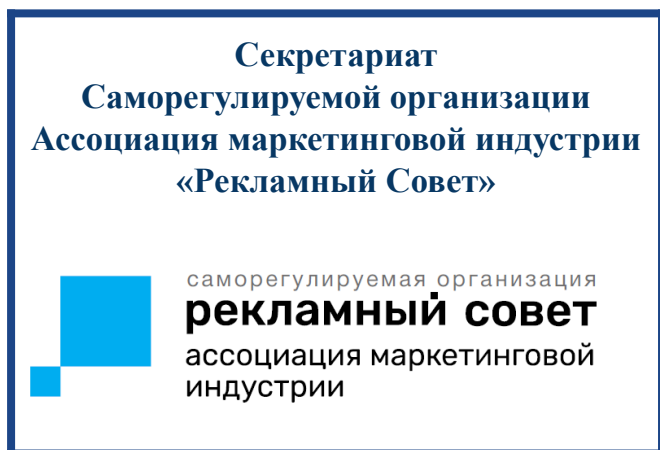 Секретариат
Саморегулируемой организации
Ассоциация маркетинговой индустрии
«Рекламный Совет»
саморегулируемая организация
рекламный совет
ассоциация маркетинговой
индустрии